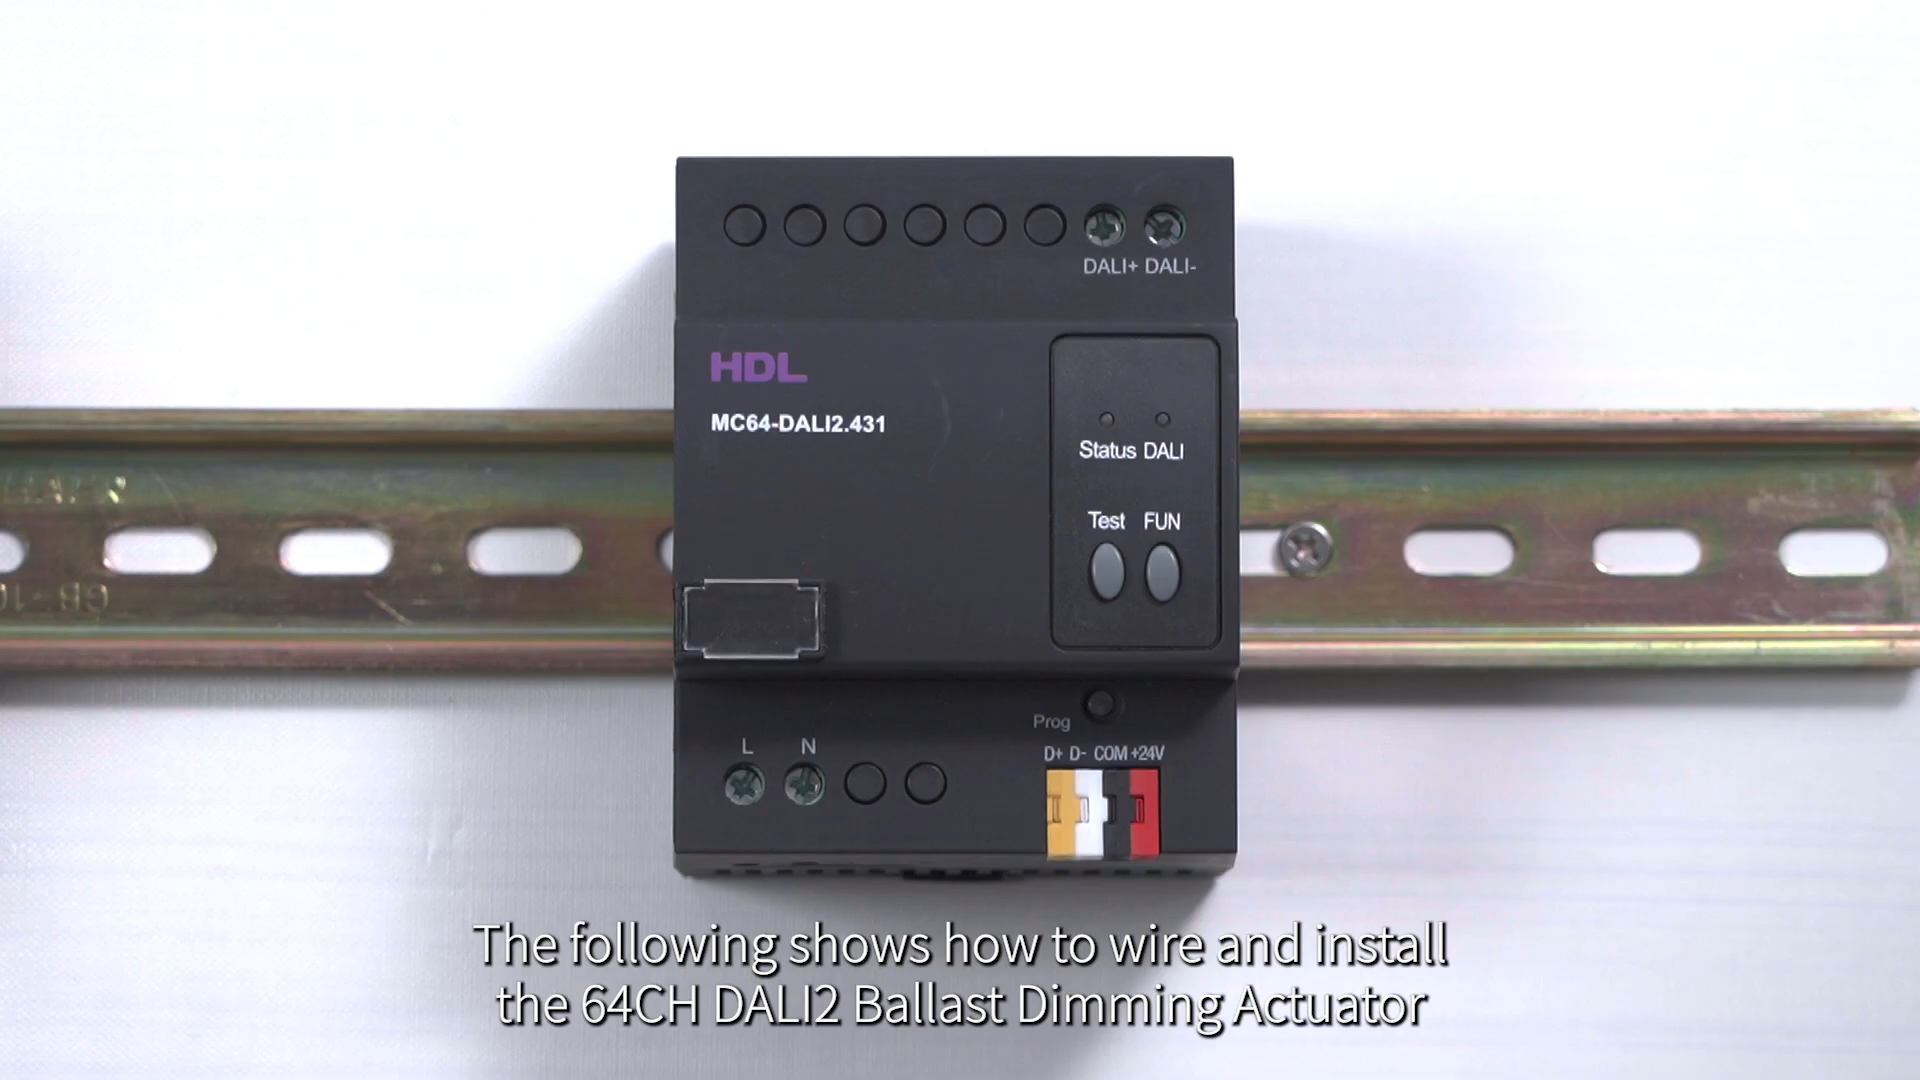 DALI+ DALI-
HDL
MC64-DALI2.431
Status DALI
Test FUN
Prog
L N
D+ D- COM +24V
The following shows how to wire and install
the 64CH DALI2 Ballast Dimming Actuator